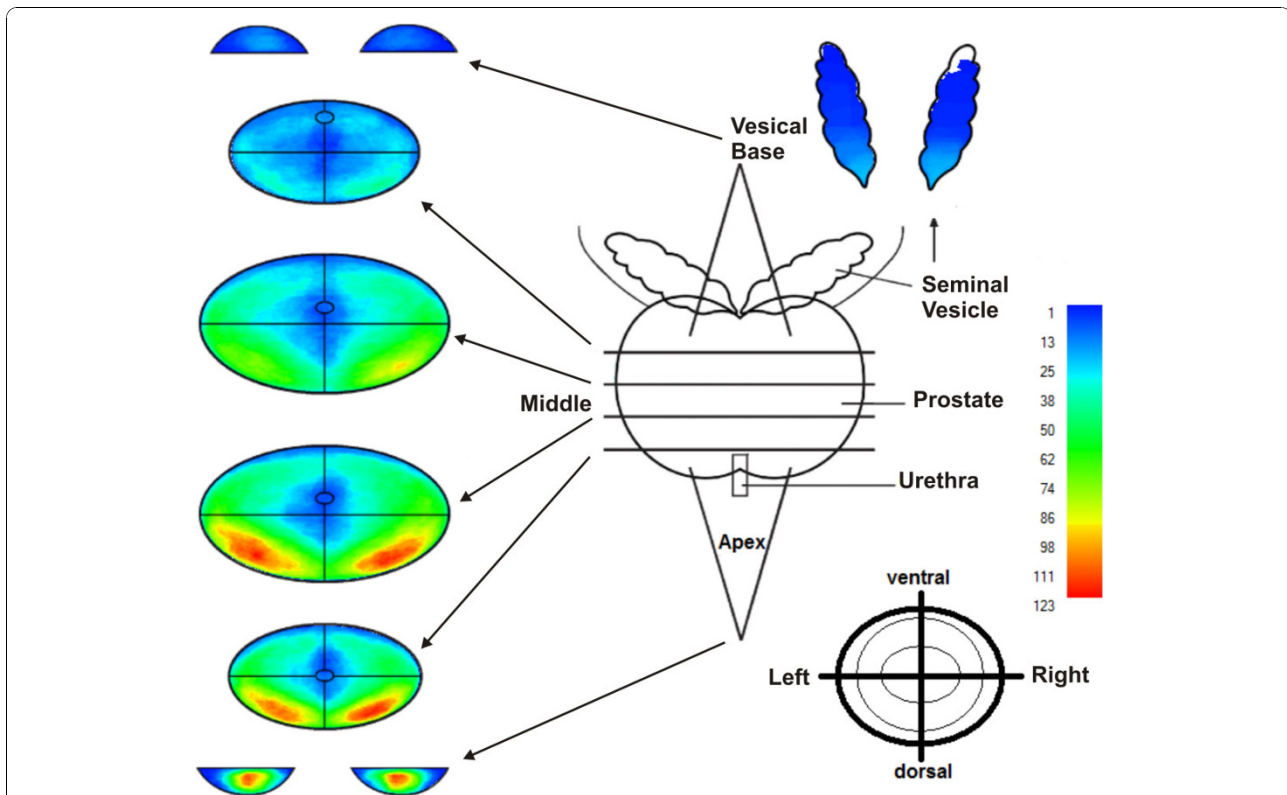 Vesical
Base
Seminal
Vesicle
1
13
25
38
50
62
74
86
98
111
123
Middle
Prostate
Urethra
Apex
ventral
Left
Right
dorsal